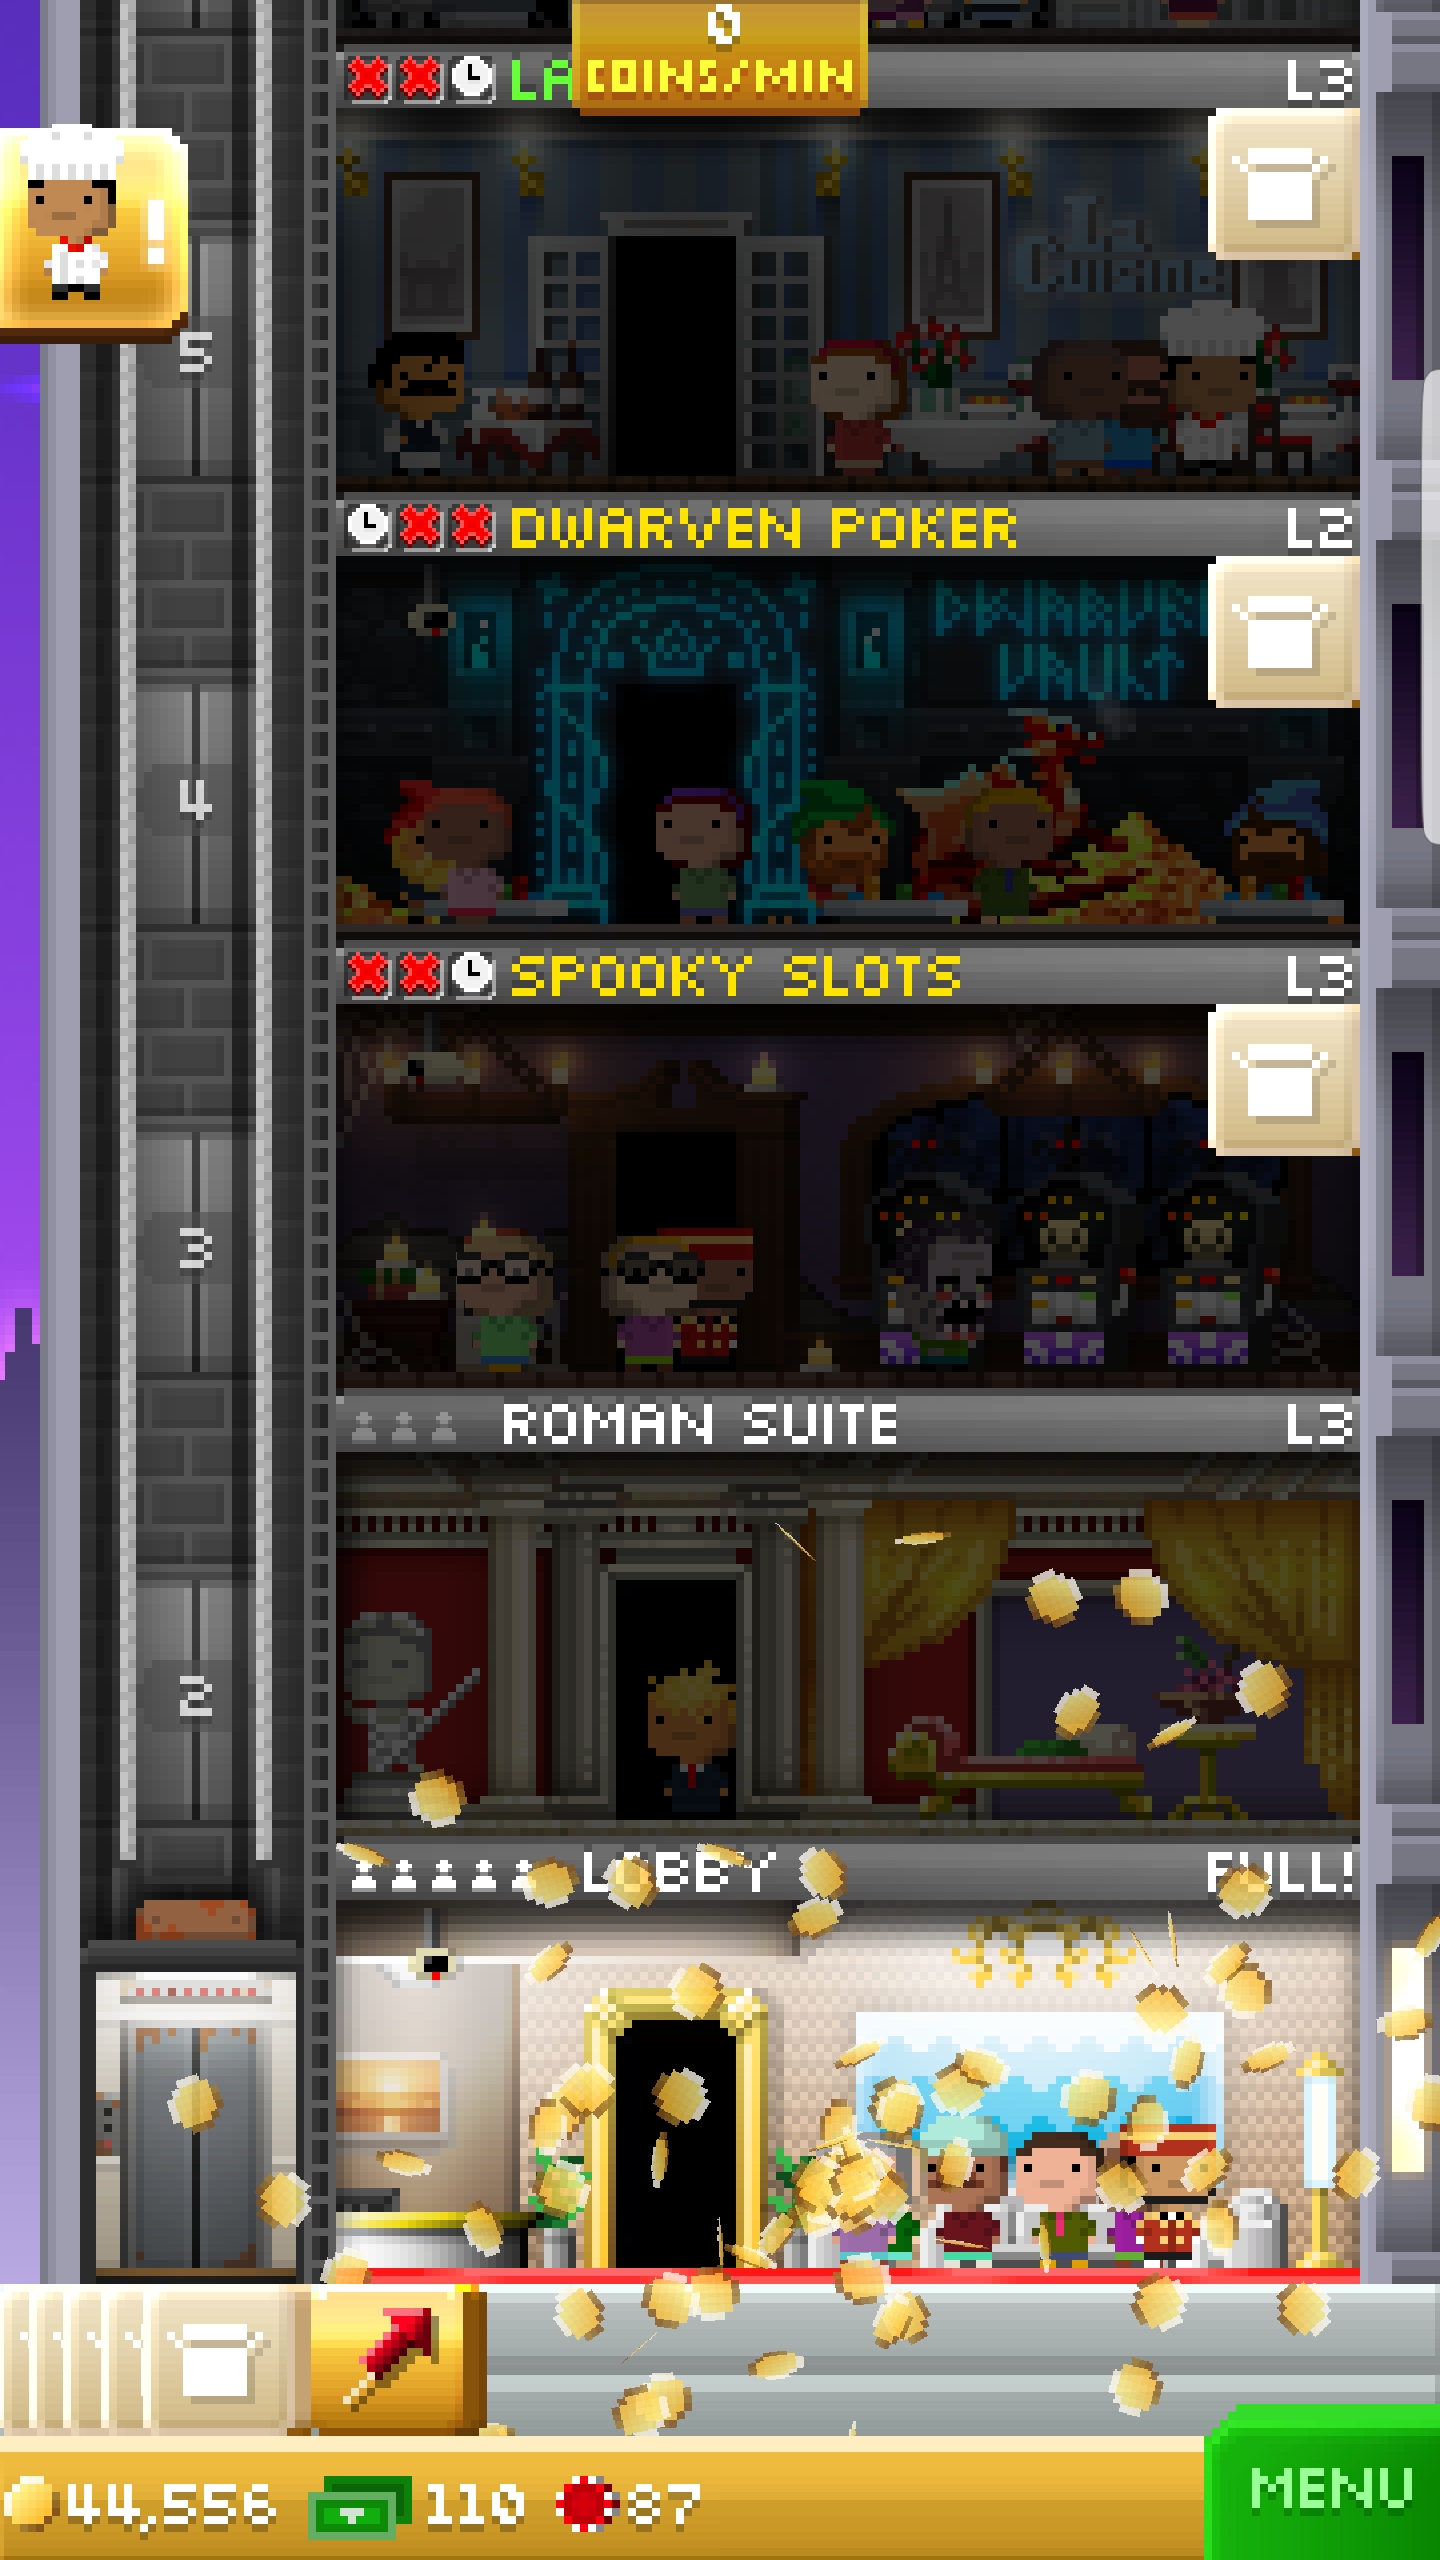 0
COINS/MIN
LA
L3
!
La
Cuisine
5
DWARVEN POKER
L2
DWARVEN
VAULT
4
SPOOKY SLOTS
L3
3
ROMAN SUITE
L3
2
LOBBY
FULL!
44,556
110
87
MENU